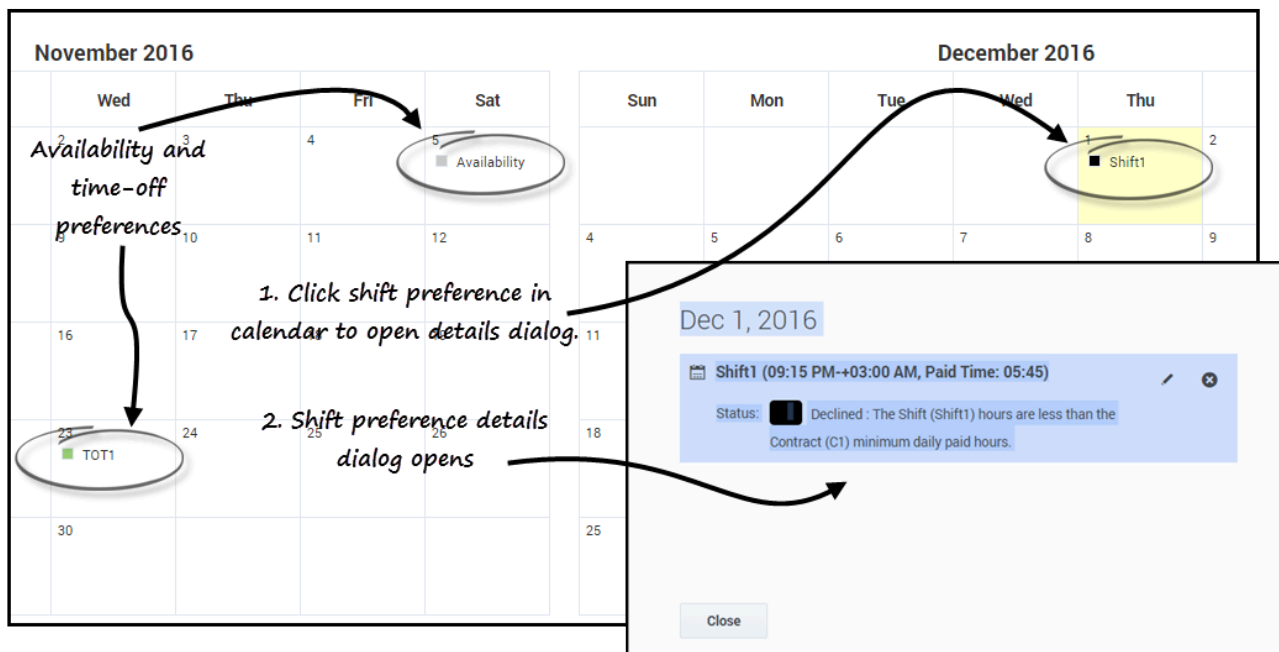 November 2016
December 2016
Wed Thu Fri Sat
Sun Mon Tue Wed Thu
2 3 4 5
Availability
1 2
Shift1
Availability and
time-off
preferences
9 10 11 12
4 5 6 7 8 9
1. Click shift preference in
calendar to open details dialog.
16 17 18 19
11
2. Shift preference details
dialog opens
23 24 25 26
TOT1
18
30
25
Dec 1, 2016
Shift1 (09:15 PM-+03:00 AM, Paid Time: 05:45)
Status: Declined : The Shift (Shift1) hours are less than the
Contract (C1) minimum daily paid hours.
Close